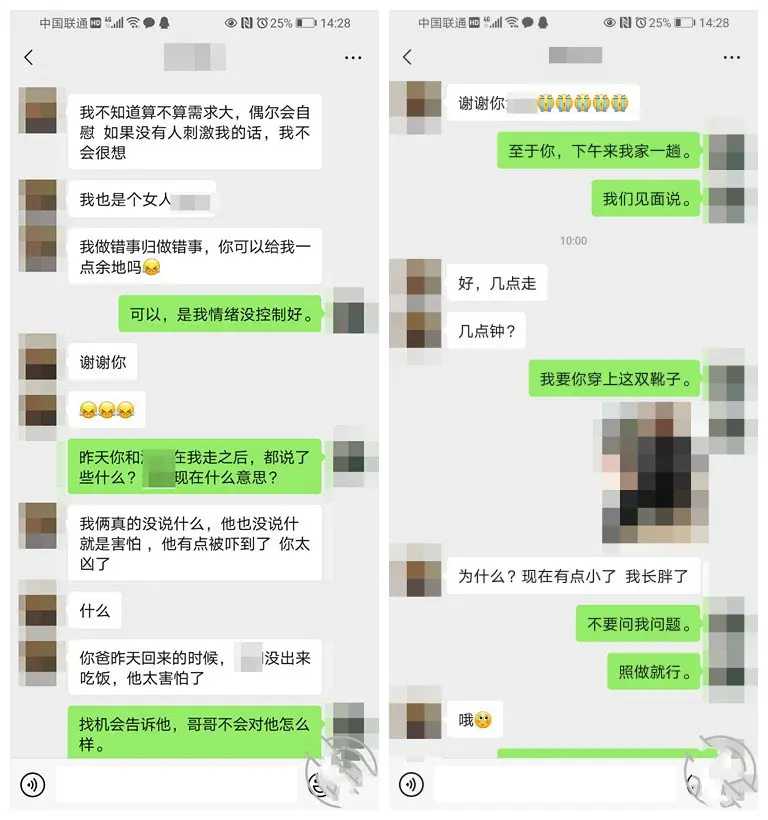 中国联通HD 4G 25% 14:28
我不知道算不算需求大，偶尔会自
慰 如果没有人刺激我的话，我不
会很想
我也是个女人
我做错事归做错事，你可以给我一
点余地吗😫
可以，是我情绪没控制好。
谢谢你
😫😫😫
昨天你和 在我走之后，都说了
些什么？ 现在什么意思？
我俩真的没说什么，他也没说什
就是害怕 ，他有点被吓到了 你太
凶了
什么
你爸昨天回来的时候， 没出来
吃饭，他太害怕了
找机会告诉他，哥哥不会对他怎么
样。
中国联通HD 4G 25% 14:28
谢谢你 😭😭😭😭😭
至于你，下午来我家一趟。
我们见面说。
10:00
好，几点走
几点钟？
我要你穿上这双靴子。
为什么？现在有点小了 我长胖了
不要问我问题。
照做就行。
哦🥺